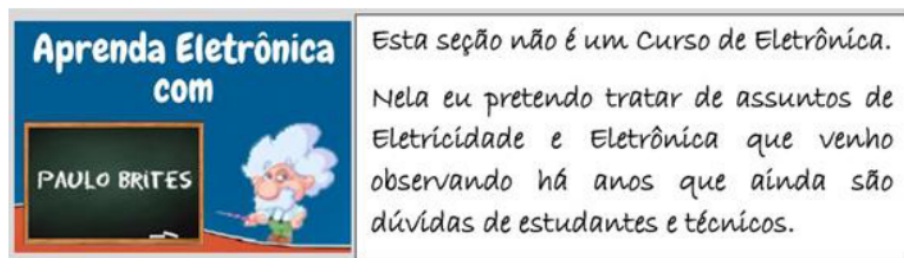 Aprenda Eletrônica
com
PAULO BRITES
Esta seção não é um Curso de Eletrônica.
Nela eu pretendo tratar de assuntos de
Eletricidade e Eletrônica que venho
observando há anos que ainda são
dúvidas de estudantes e técnicos.